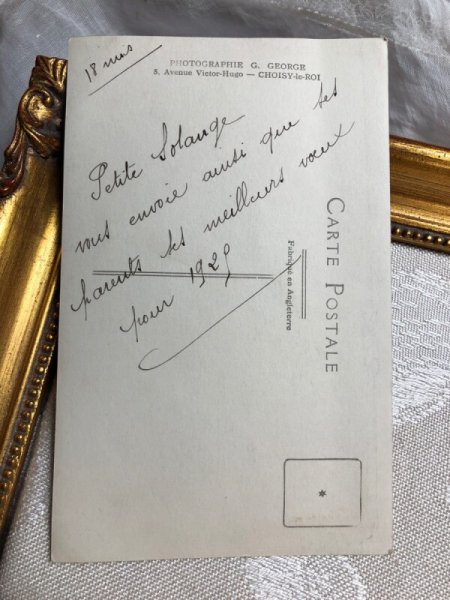 18 mois
PHOTOGRAPHIE G. GEORGE
5, Avenue Victor-Hugo — CHOISY-le-ROI
Petite Solange
vous envoie ainsi que ses
parents ses meilleurs voeux
pour 1929
CARTE POSTALE
Fabriqué en Angleterre